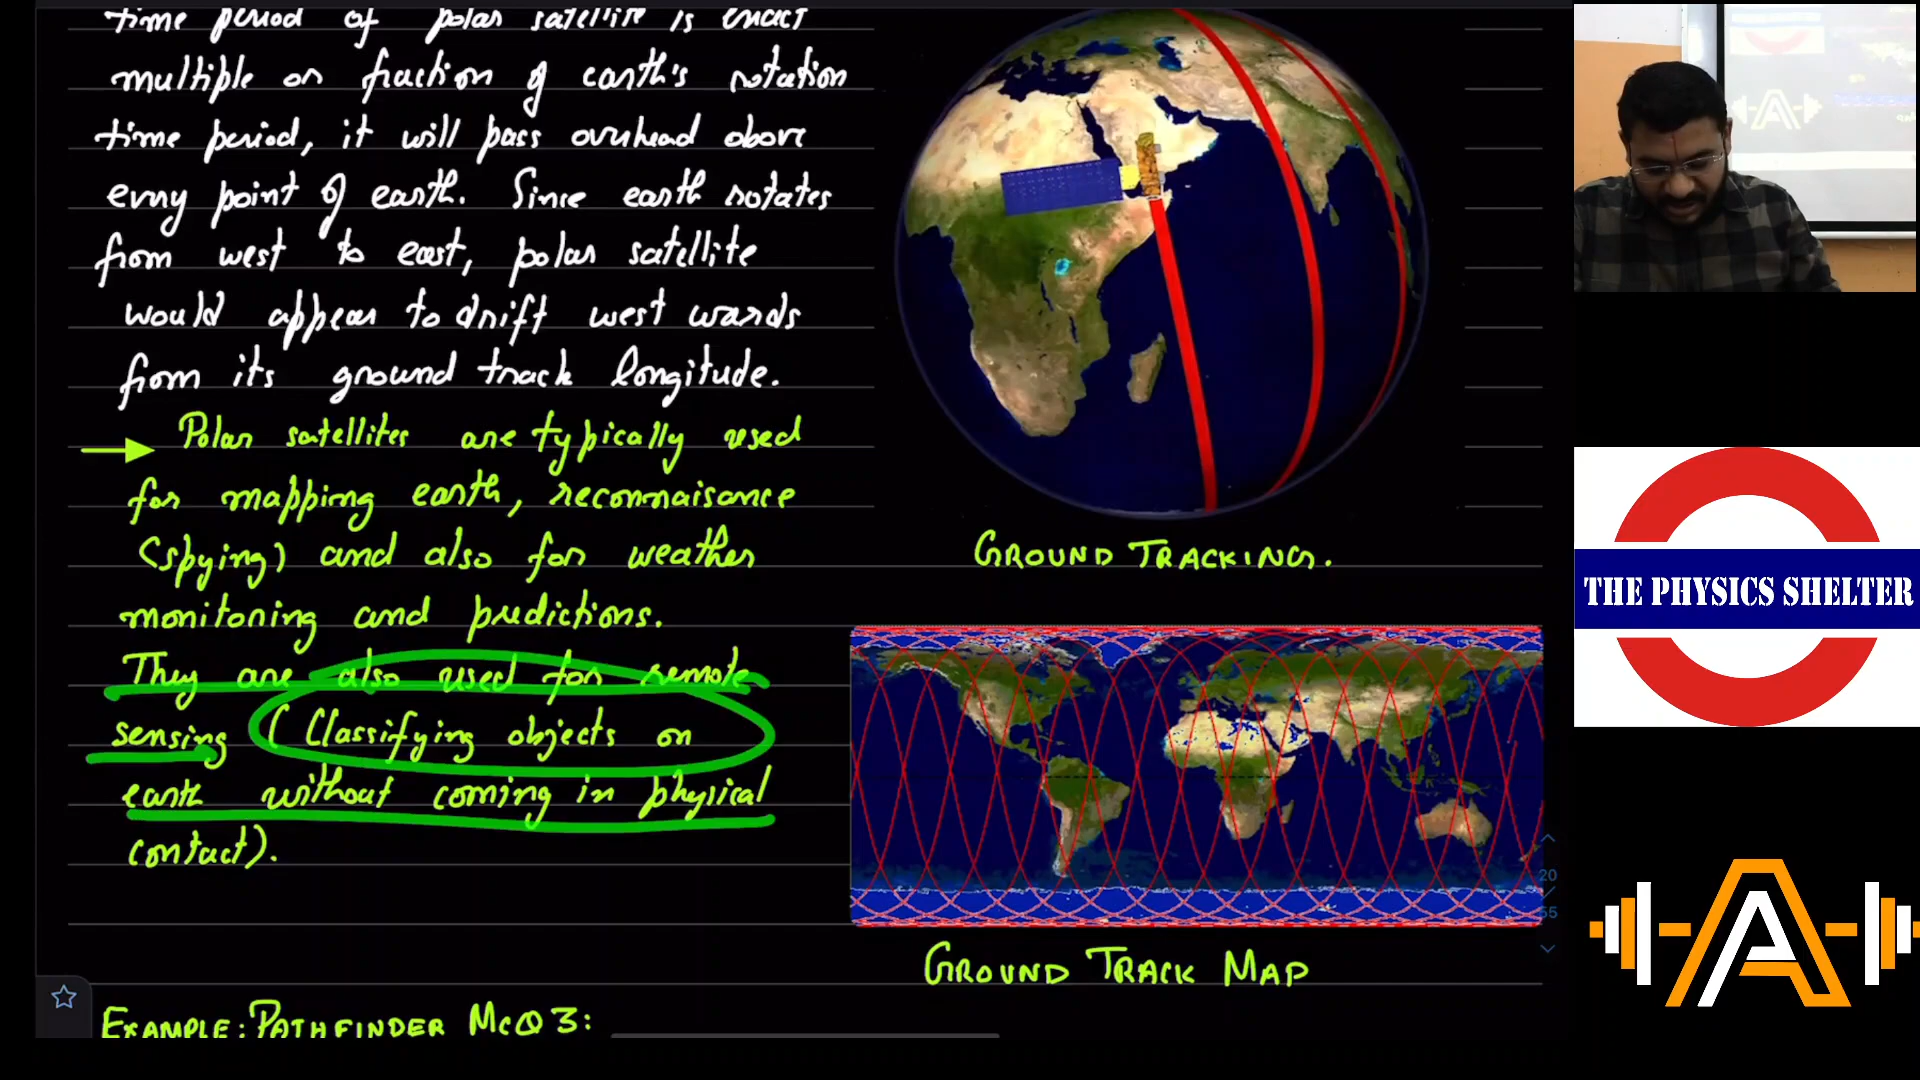 time period of polar satellite is exact
multiple or fraction of earth's rotation
time period, it will pass overhead above
every point of earth. Since earth rotates
from west to east, polar satellite
would appear to drift west wards
from its ground track longitude.
Polar satellites are typically used
for mapping earth, reconnaisance
(spying) and also for weather
monitoring and predictions.
They are also used for remote
sensing (Classifying objects on
earth without coming in physical
contact).
EXAMPLE: PATHFINDER MCQ 3:
GROUND TRACKING.
GROUND TRACK MAP
20
55
THE PHYSICS SHELTER
A